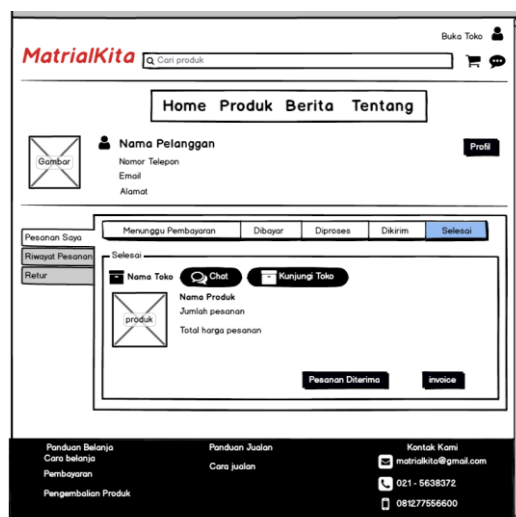 Buka Toko
MatrialKita
Cari produk
Home Produk Berita Tentang
Gambar
Nama Pelanggan
Nomor Telepon
Email
Alamat
Profil
Pesanan Saya
Riwayat Pesanan
Retur
Menunggu Pembayaran Dibayar Diproses Dikirim Selesai
Selesai
Nama Toko Chat Kunjungi Toko
produk
Nama Produk
Jumlah pesanan
Total harga pesanan
Pesanan Diterima invoice
Panduan Belanja
Cara belanja
Pembayaran
Pengembalian Produk
Panduan Jualan
Cara jualan
Kontak Kami
matrialkita@gmail.com
021 - 5638372
081277556600